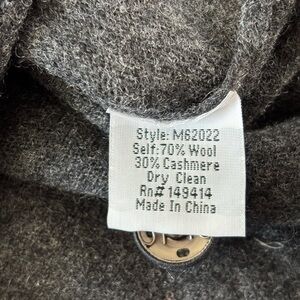 Style: M62022
Self:70% Wool
30% Cashmere
Dry Clean
Rn# 149414
Made In China